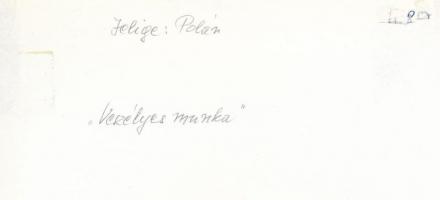 Jelige: Polán
„Veszélyes munka"